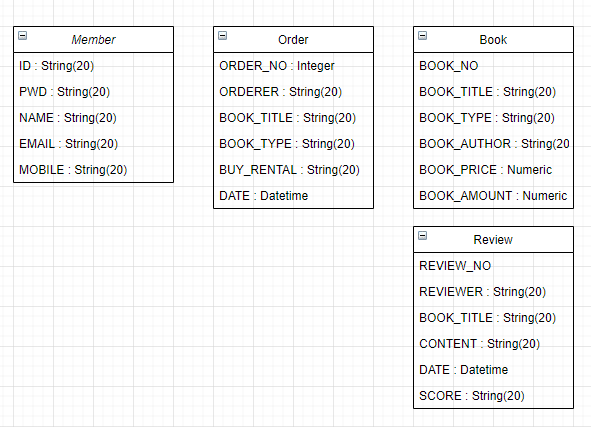 Member
ID : String(20)
PWD : String(20)
NAME : String(20)
EMAIL : String(20)
MOBILE : String(20)
Order
ORDER_NO : Integer
ORDERER : String(20)
BOOK_TITLE : String(20)
BOOK_TYPE : String(20)
BUY_RENTAL : String(20)
DATE : Datetime
Book
BOOK_NO
BOOK_TITLE : String(20)
BOOK_TYPE : String(20)
BOOK_AUTHOR : String(20
BOOK_PRICE : Numeric
BOOK_AMOUNT : Numeric
Review
REVIEW_NO
REVIEWER : String(20)
BOOK_TITLE : String(20)
CONTENT : String(20)
DATE : Datetime
SCORE : String(20)